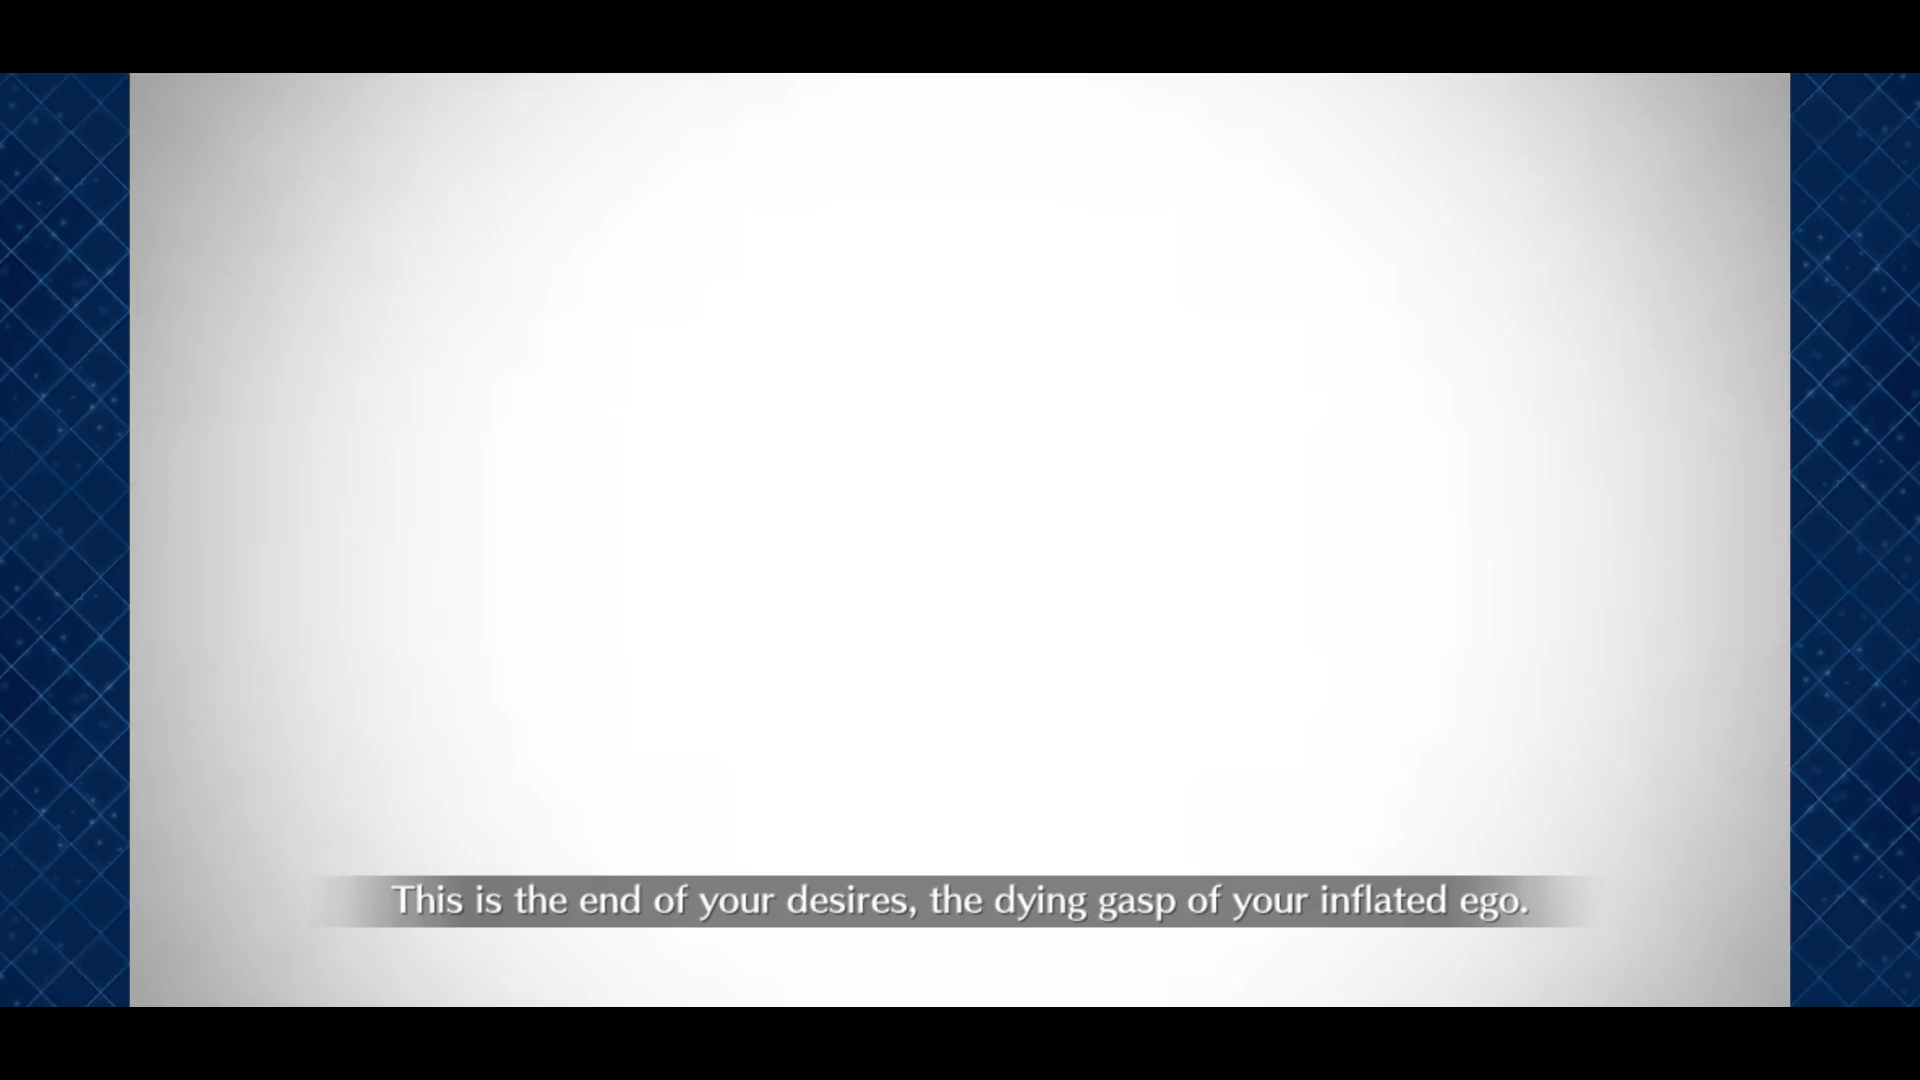 This is the end of your desires, the dying gasp of your inflated ego.